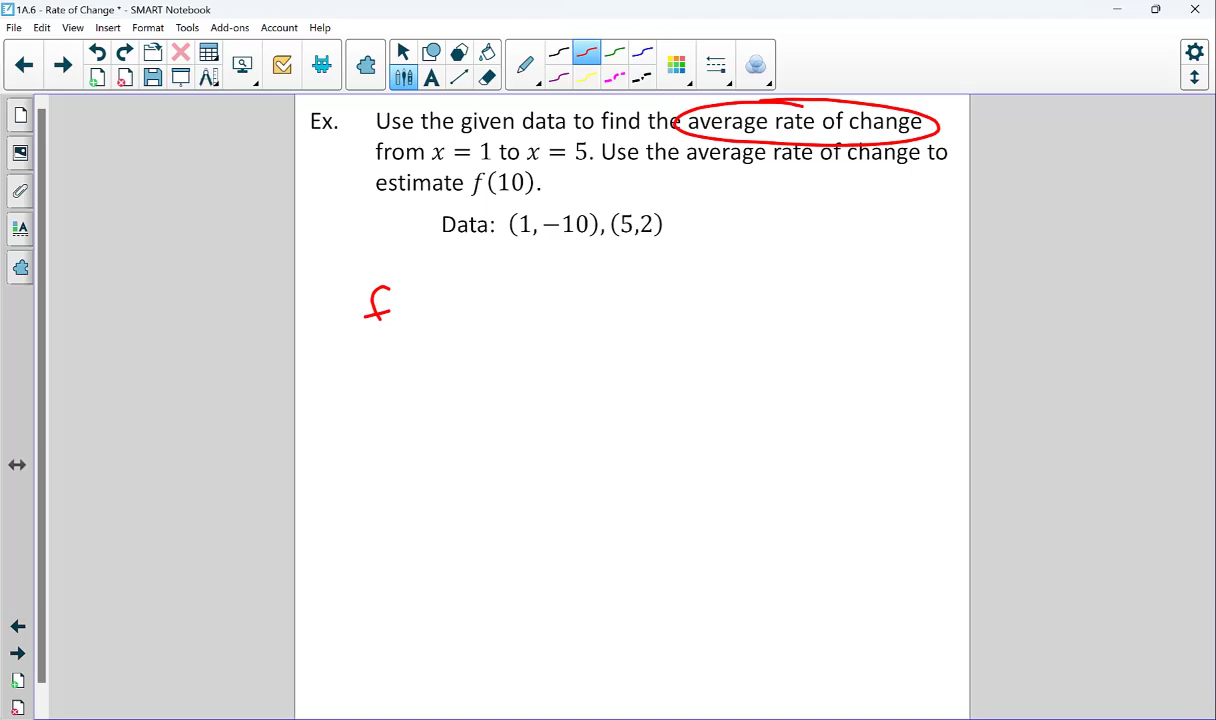 1A.6 - Rate of Change * - SMART Notebook
File Edit View Insert Format Tools Add-ons Account Help
Ex. Use the given data to find the average rate of change
from x = 1 to x = 5. Use the average rate of change to
estimate f(10).
Data: (1, −10), (5,2)
f